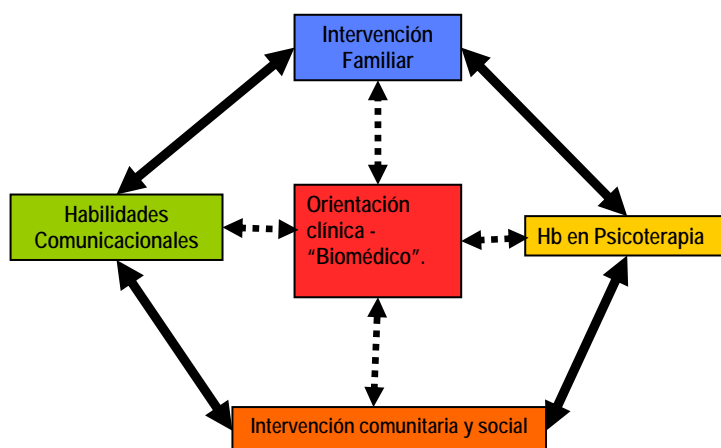 Intervención
Familiar
Habilidades
Comunicacionales
Orientación
clínica -
“Biomédico”.
Hb en Psicoterapia
Intervención comunitaria y social